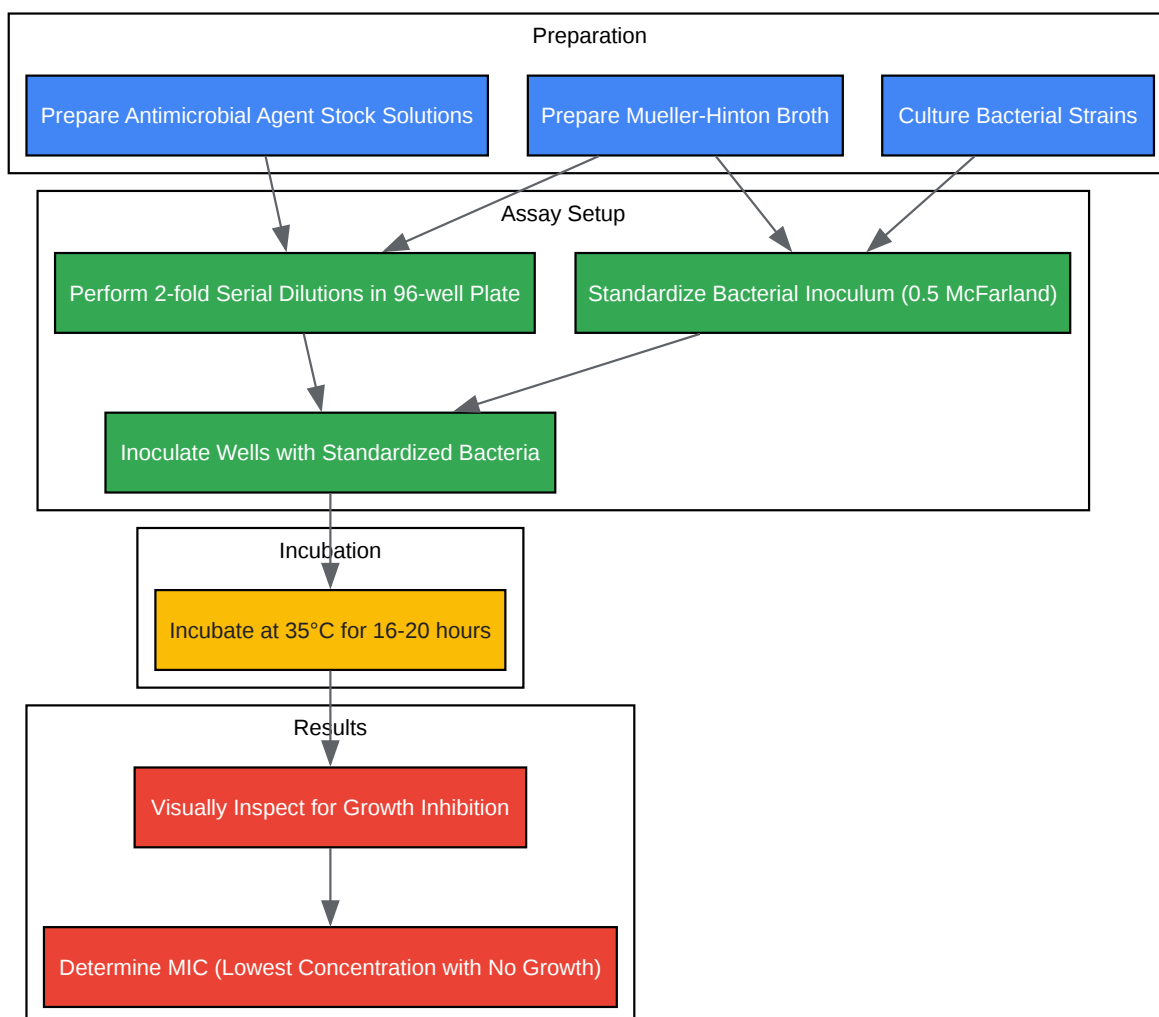 Preparation
Prepare Antimicrobial Agent Stock Solutions
Prepare Mueller-Hinton Broth
Culture Bacterial Strains
Assay Setup
Perform 2-fold Serial Dilutions in 96-well Plate
Standardize Bacterial Inoculum (0.5 McFarland)
Inoculate Wells with Standardized Bacteria
Incubation
Incubate at 35°C for 16-20 hours
Results
Visually Inspect for Growth Inhibition
Determine MIC (Lowest Concentration with No Growth)